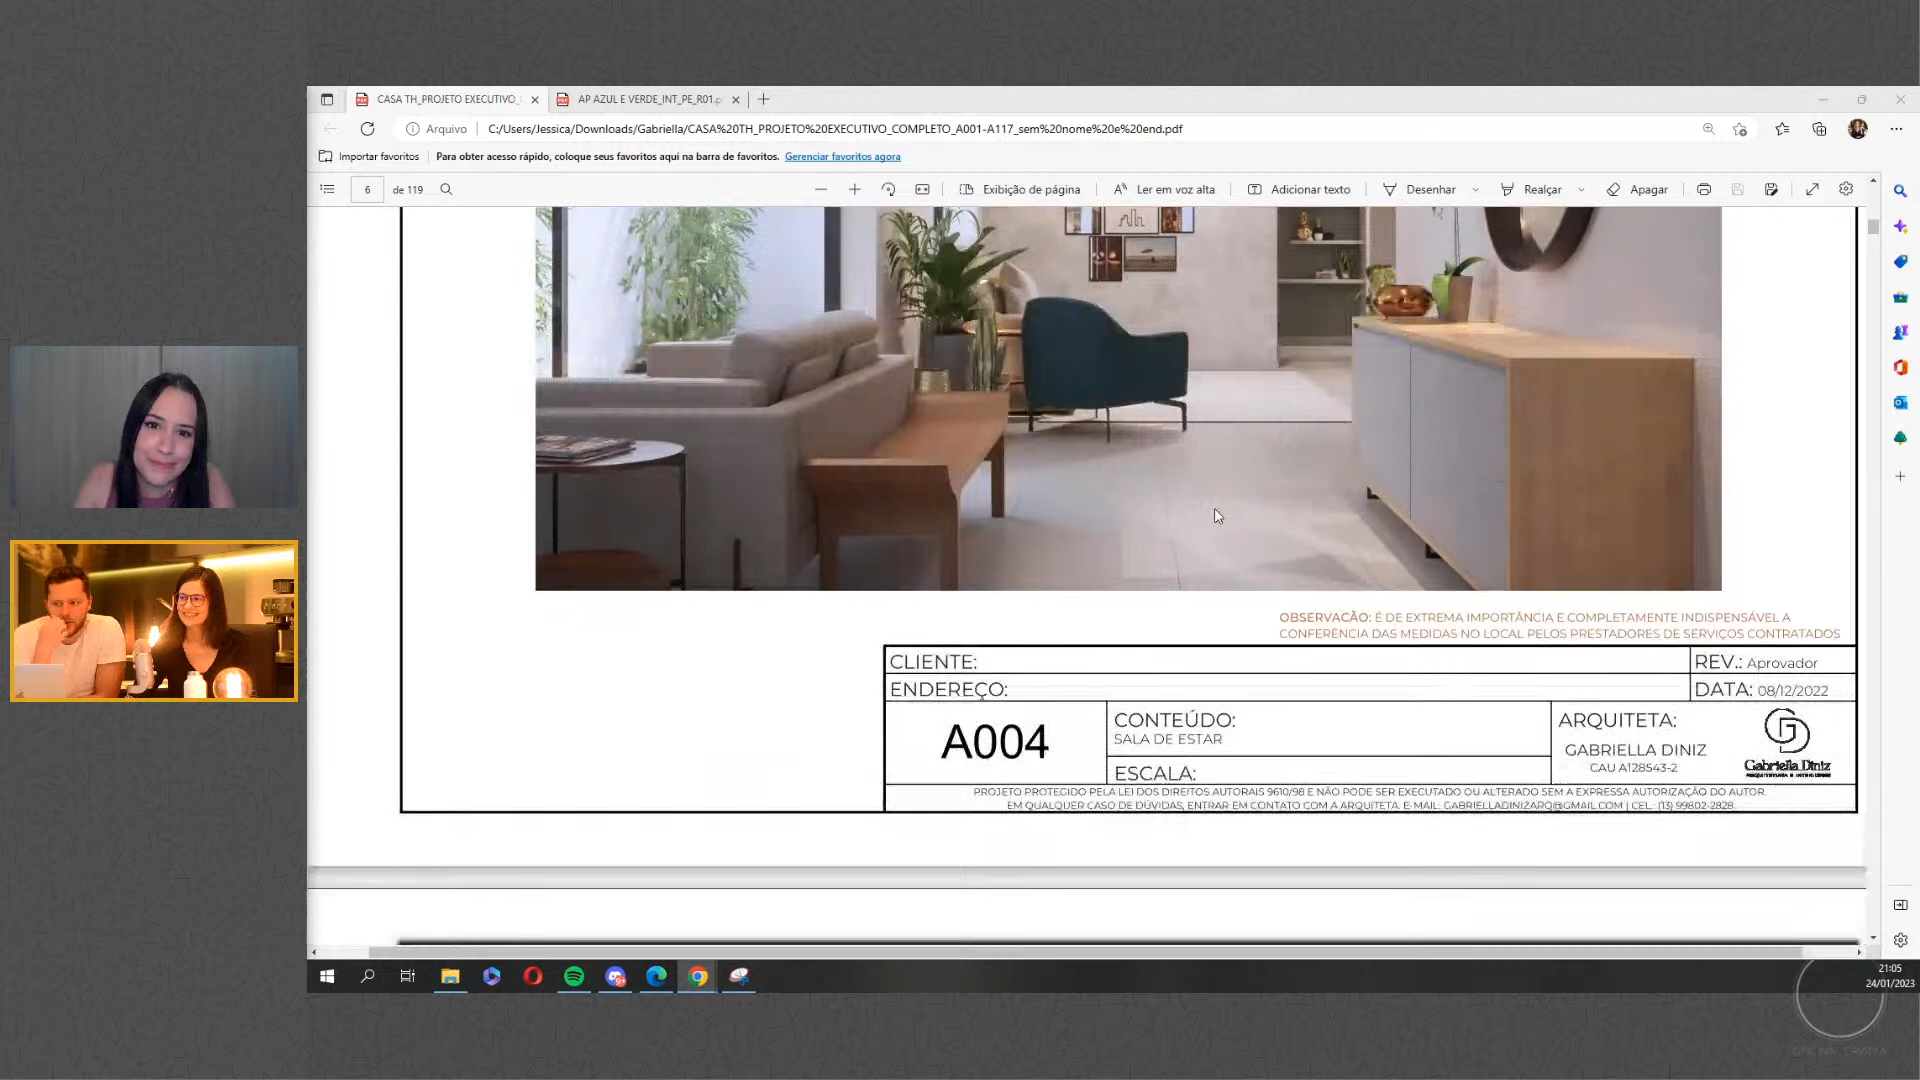 CASA TH_PROJETO EXECUTIVO_
AP AZUL E VERDE_INT_PE_R01.p
Arquivo
C:/Users/Jessica/Downloads/Gabriella/CASA%20TH_PROJETO%20EXECUTIVO_COMPLETO_A001-A117_sem%20nome%20e%20end.pdf
Importar favoritos
Para obter acesso rápido, coloque seus favoritos aqui na barra de favoritos. Gerenciar favoritos agora
6 de 119
Exibição de página
Ler em voz alta
Adicionar texto
Desenhar
Realçar
Apagar
OBSERVAÇÃO: É DE EXTREMA IMPORTÂNCIA E COMPLETAMENTE INDISPENSÁVEL A
CONFERÊNCIA DAS MEDIDAS NO LOCAL PELOS PRESTADORES DE SERVIÇOS CONTRATADOS
CLIENTE:
REV.: Aprovador
ENDEREÇO:
DATA: 08/12/2022
A004
CONTEÚDO:
SALA DE ESTAR
ESCALA:
ARQUITETA:
GABRIELLA DINIZ
CAU A128543-2
Gabriella Diniz
PROJETO PROTEGIDO PELA LEI DOS DIREITOS AUTORAIS 9610/98 E NÃO PODE SER EXECUTADO OU ALTERADO SEM A EXPRESSA AUTORIZAÇÃO DO AUTOR.
EM QUALQUER CASO DE DÚVIDAS, ENTRAR EM CONTATO COM A ARQUITETA. E-MAIL: GABRIELLADINIZARQ@GMAIL.COM | CEL.: (13) 99802-2828
21:05
24/01/2023